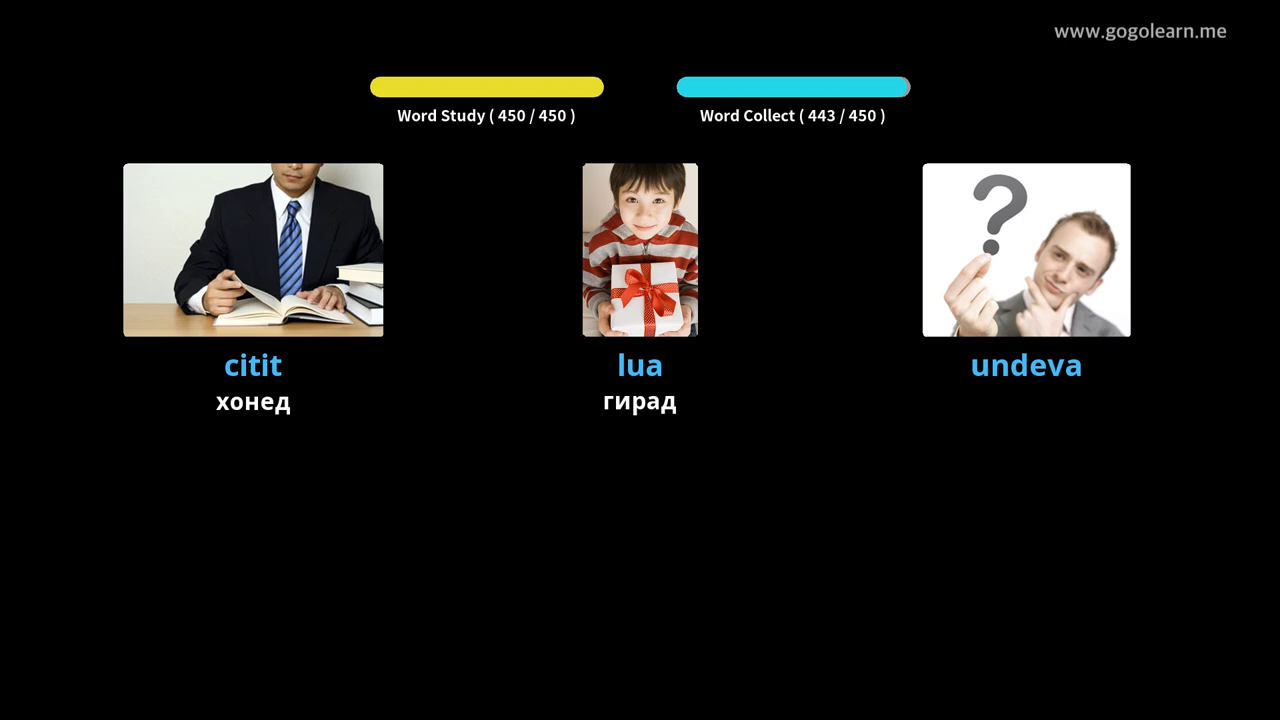 www.gogolearn.me
Word Study ( 450 / 450 )
Word Collect ( 443 / 450 )
citit
хонед
lua
гирад
undeva